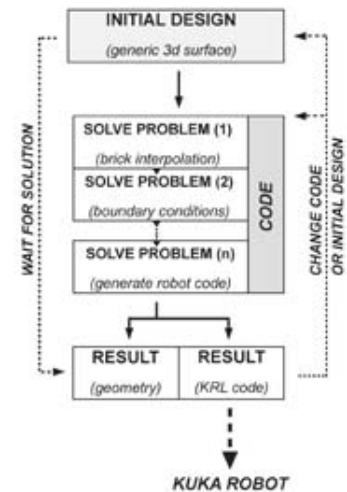 INITIAL DESIGN
(generic 3d surface)
SOLVE PROBLEM (1)
(brick interpolation)
SOLVE PROBLEM (2)
(boundary conditions)
SOLVE PROBLEM (n)
(generate robot code)
CODE
WAIT FOR SOLUTION
CHANGE CODE
OR INITIAL DESIGN
RESULT
(geometry)
RESULT
(KRL code)
KUKA ROBOT